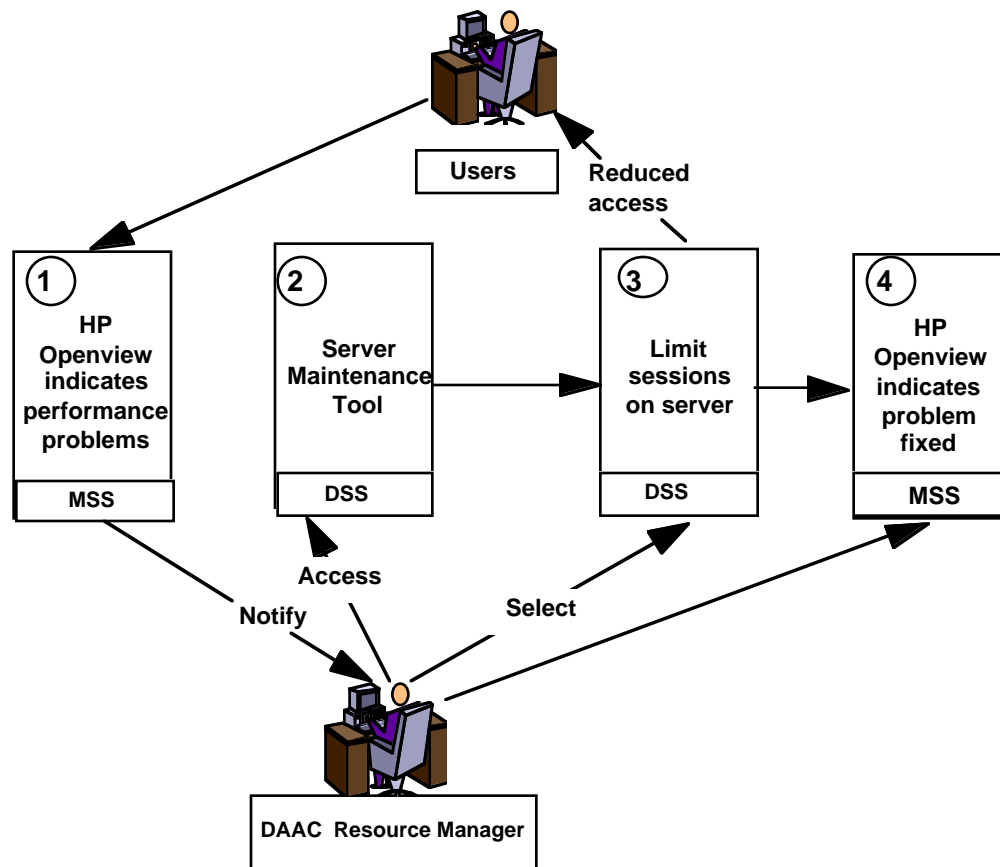 Users
Reduced
access
1
HP
Openview
indicates
performance
problems
MSS
2
Server
Maintenance
Tool
DSS
3
Limit
sessions
on server
DSS
4
HP
Openview
indicates
problem
fixed
MSS
Access
Notify
Select
DAAC Resource Manager